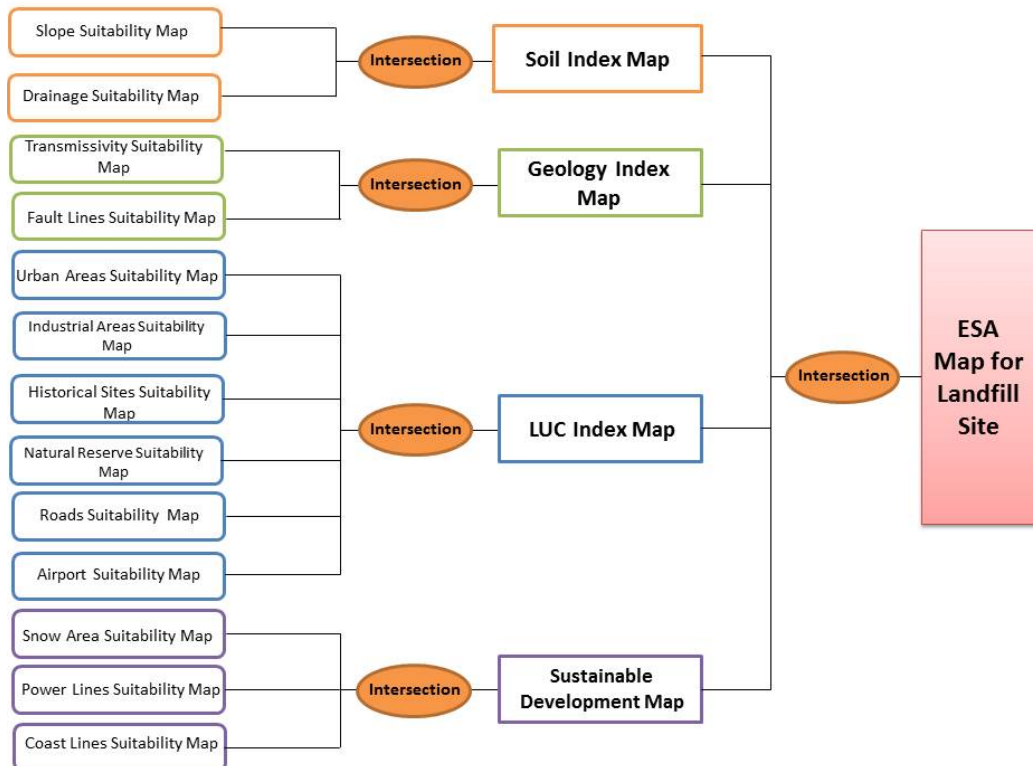 Slope Suitability Map
Drainage Suitability Map
Transmissivity Suitability
Map
Fault Lines Suitability Map
Urban Areas Suitability Map
Industrial Areas Suitability
Map
Historical Sites Suitability
Map
Natural Reserve Suitability
Map
Roads Suitability Map
Airport Suitability Map
Snow Area Suitability Map
Power Lines Suitability Map
Coast Lines Suitability Map
Intersection
Intersection
Intersection
Intersection
Soil Index Map
Geology Index
Map
LUC Index Map
Sustainable
Development Map
Intersection
ESA
Map for
Landfill
Site